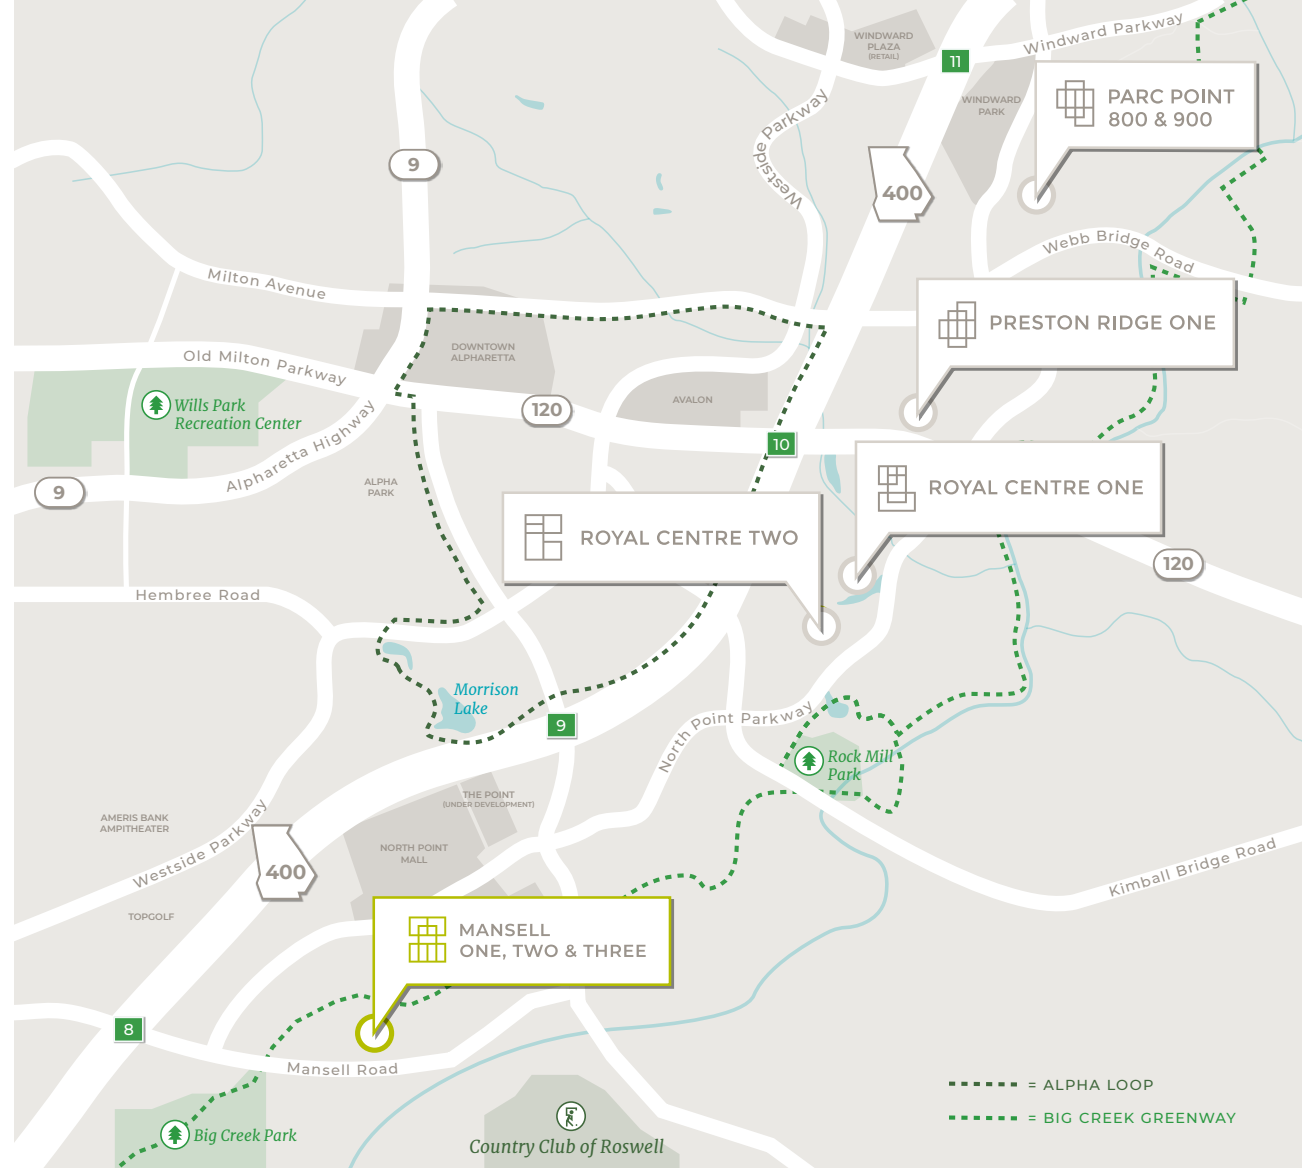 Windward Parkway
WINDWARD
PLAZA
(RETAIL)
11
PARC POINT
800 & 900
WINDWARD
PARK
Westside Parkway
9
400
Webb Bridge Road
Milton Avenue
PRESTON RIDGE ONE
DOWNTOWN
ALPHARETTA
Old Milton Parkway
AVALON
Wills Park
Recreation Center
120
10
Alpharetta Highway
ALPHA
PARK
9
ROYAL CENTRE ONE
ROYAL CENTRE TWO
120
Hembree Road
Morrison
Lake
9
North Point Parkway
Rock Mill
Park
THE POINT
(UNDER DEVELOPMENT)
AMERIS BANK
AMPITHEATER
Westside Parkway
NORTH POINT
MALL
400
Kimball Bridge Road
TOPGOLF
MANSELL
ONE, TWO & THREE
8
Mansell Road
= ALPHA LOOP
= BIG CREEK GREENWAY
Big Creek Park
Country Club of Roswell